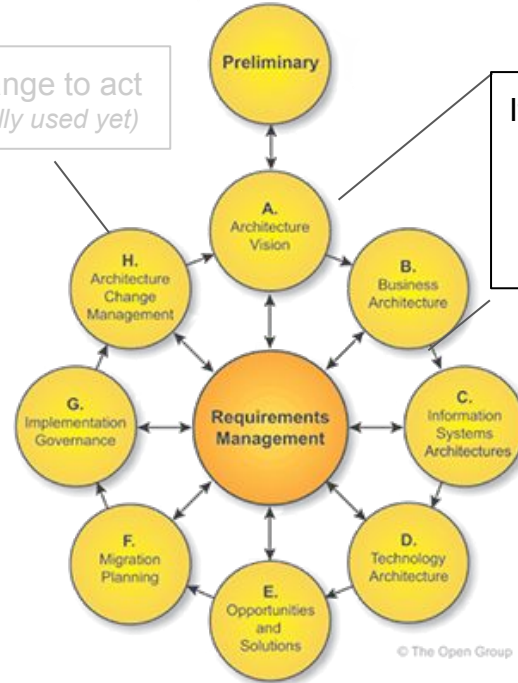 Preliminary
nge to act
lly used yet)
I
A.
Architecture
Vision
B.
Business
Architecture
H.
Architecture
Change
Management
C.
Information
Systems
Architectures
G.
Implementation
Governance
Requirements
Management
D.
Technology
Architecture
F.
Migration
Planning
E.
Opportunities
and
Solutions
© The Open Group